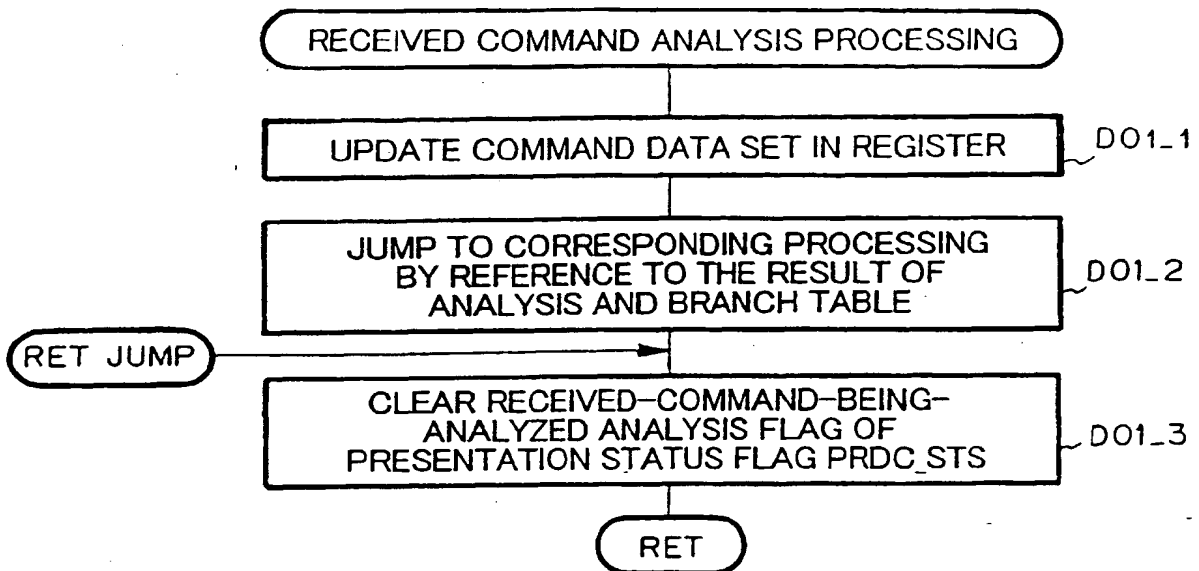 RECEIVED COMMAND ANALYSIS PROCESSING
UPDATE COMMAND DATA SET IN REGISTER
D01_1
JUMP TO CORRESPONDING PROCESSING
BY REFERENCE TO THE RESULT OF
ANALYSIS AND BRANCH TABLE
D01_2
RET JUMP
CLEAR RECEIVED-COMMAND-BEING-
ANALYZED ANALYSIS FLAG OF
PRESENTATION STATUS FLAG PRDC_STS
D01_3
RET